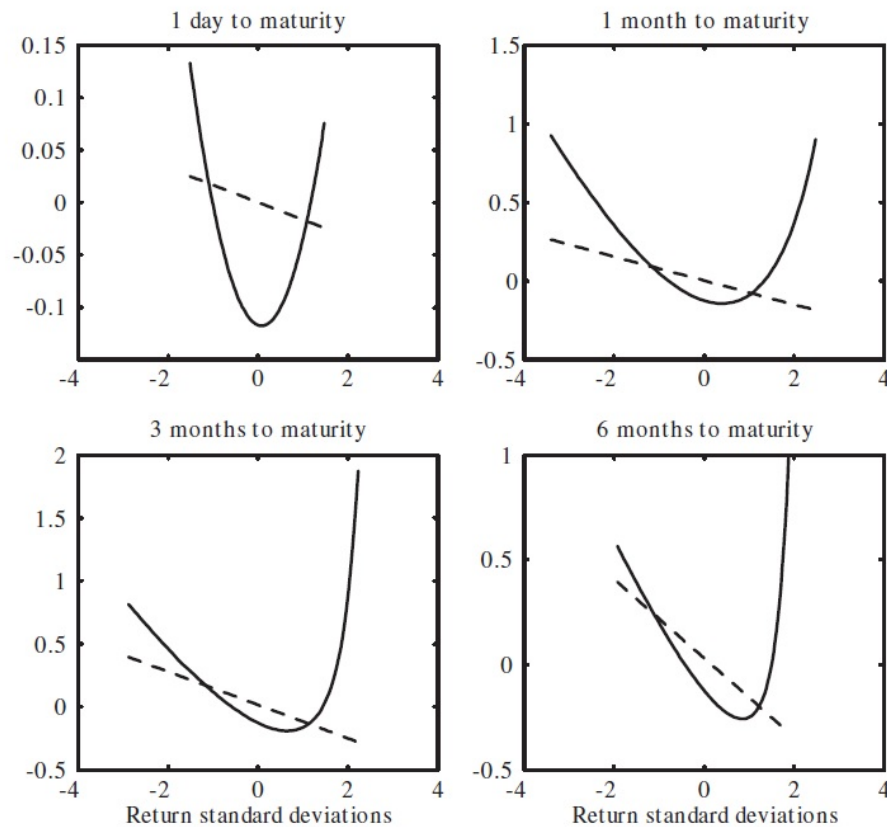 1 day to maturity
0.15
0.1
0.05
0
-0.05
-0.1
-4 -2 0 2 4
1 month to maturity
1.5
1
0.5
0
-0.5
-4 -2 0 2 4
3 months to maturity
2
1.5
1
0.5
0
-0.5
-4 -2 0 2 4
Return standard deviations
6 months to maturity
1
0.5
0
-0.5
-4 -2 0 2 4
Return standard deviations